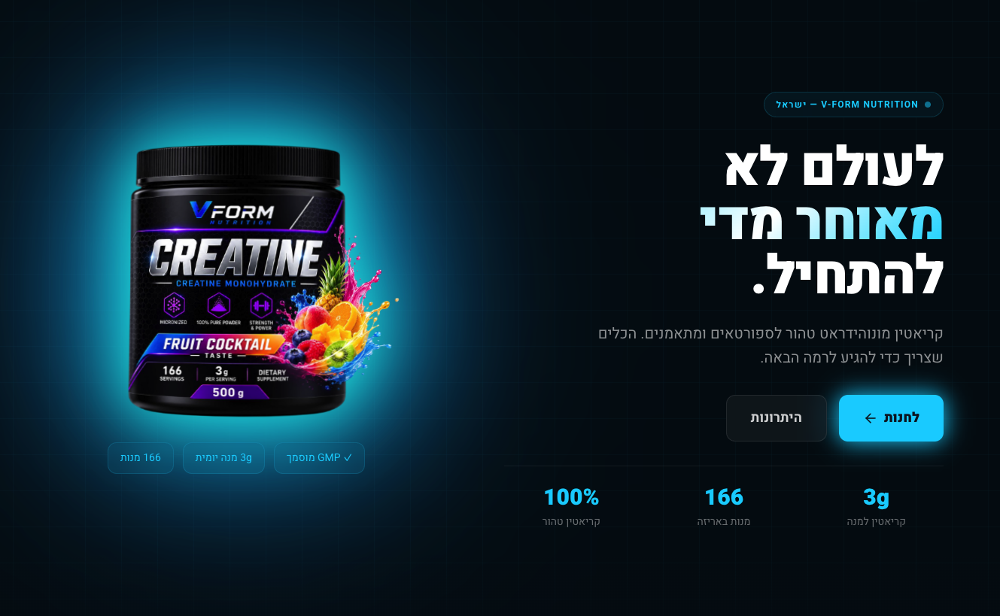 V-FORM NUTRITION — ישראל
לעולם לא
מאוחר מדי
להתחיל.
קריאטין מונוהידראט טהור לספורטאים ומתאמנים. הכלים
שצריך כדי להגיע לרמה הבאה.
לחנות ←
היתרונות
3g
קריאטין למנה
166
מנות באריזה
100%
קריאטין טהור
VFORM
NUTRITION
CREATINE
CREATINE MONOHYDRATE
MICRONIZED
100% PURE POWDER
STRENGTH
& POWER
FRUIT COCKTAIL
TASTE
166
SERVINGS
3g
PER SERVING
DIETARY
SUPPLEMENT
500 g
✓ GMP מוסמך
3g מנה יומית
166 מנות